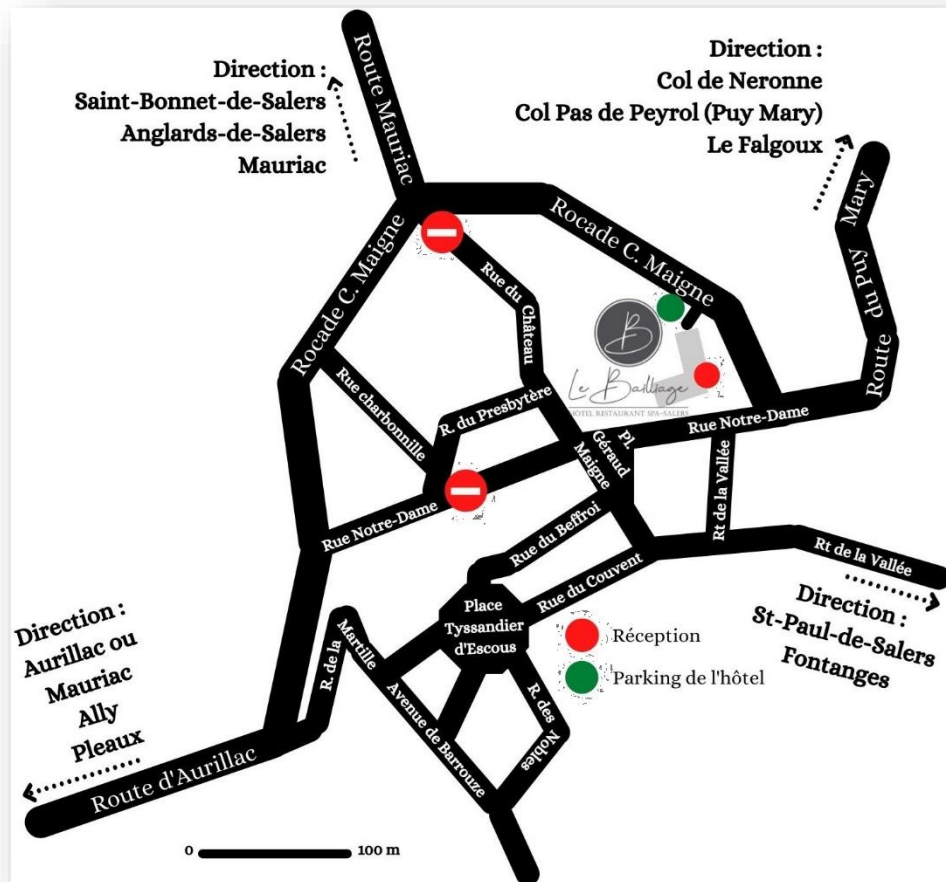 Direction :
Saint-Bonnet-de-Salers
Anglards-de-Salers
Mauriac
Route Mauriac
Direction :
Col de Neronne
Col Pas de Peyrol (Puy Mary)
Le Falgoux
Rocade C. Maigne
Rocade C. Maigne
Route du Puy Mary
Rue du Château
Rue charbonnille
R. du Presbytère
B
Le Bailliage
HÔTEL RESTAURANT SPA-SALERS
Rue Notre-Dame
Pl. Géraud Maigne
Rue Notre-Dame
Rt de la Vallée
Rue du Beffroi
Rue du Couvent
Rt de la Vallée
Direction :
St-Paul-de-Salers
Fontanges
Place
Tyssandier
d'Escous
Réception
Parking de l'hôtel
R. de la Martille
Avenue de Barrouze
R. des Nobles
Direction :
Aurillac ou
Mauriac
Ally
Pleaux
Route d'Aurillac
0 100 m